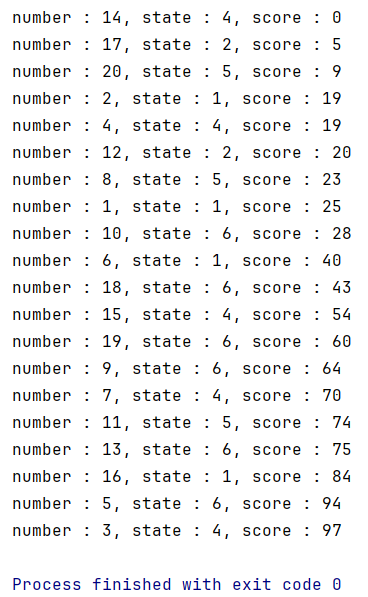 number : 14, state : 4, score : 0
number : 17, state : 2, score : 5
number : 20, state : 5, score : 9
number : 2, state : 1, score : 19
number : 4, state : 4, score : 19
number : 12, state : 2, score : 20
number : 8, state : 5, score : 23
number : 1, state : 1, score : 25
number : 10, state : 6, score : 28
number : 6, state : 1, score : 40
number : 18, state : 6, score : 43
number : 15, state : 4, score : 54
number : 19, state : 6, score : 60
number : 9, state : 6, score : 64
number : 7, state : 4, score : 70
number : 11, state : 5, score : 74
number : 13, state : 6, score : 75
number : 16, state : 1, score : 84
number : 5, state : 6, score : 94
number : 3, state : 4, score : 97
Process finished with exit code 0